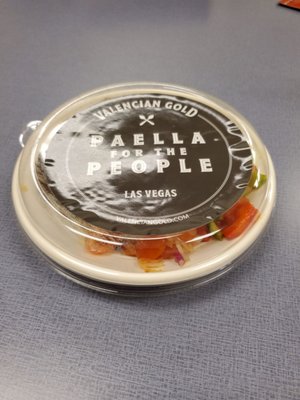 VALENCIAN GOLD
PAELLA
FOR THE
PEOPLE
LAS VEGAS
VALENCIANGOLD.COM